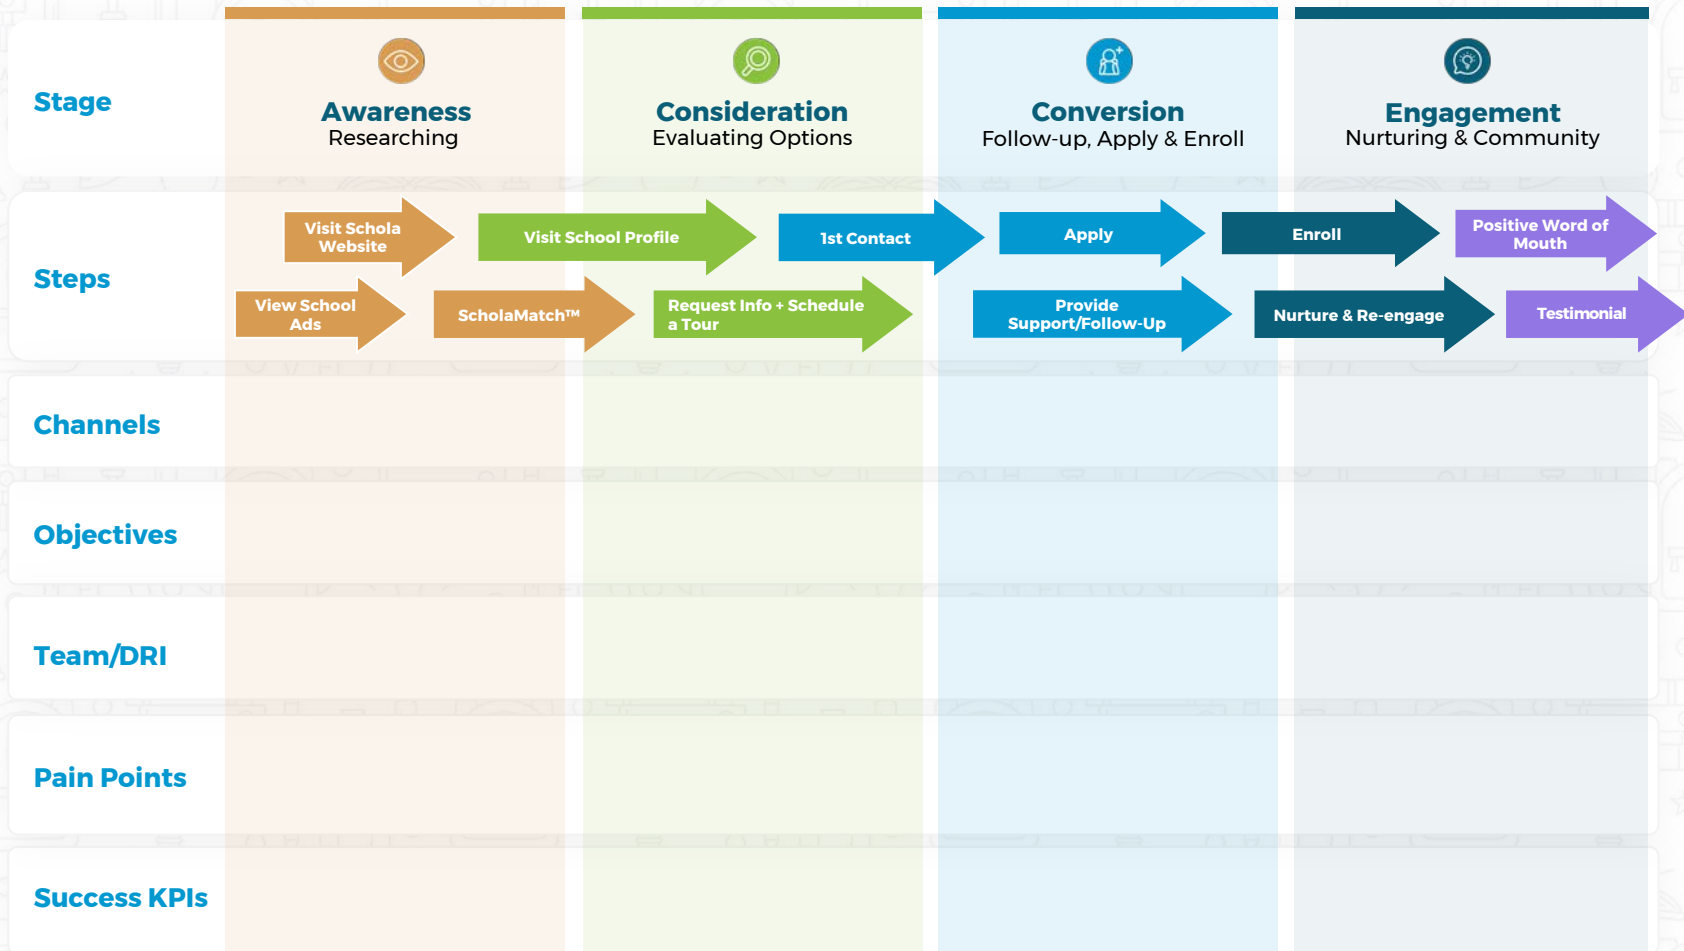 Stage
Awareness
Researching
Consideration
Evaluating Options
Conversion
Follow-up, Apply & Enroll
Engagement
Nurturing & Community
Steps
Visit Schola
Website
Visit School Profile
1st Contact
Apply
Enroll
Positive Word of
Mouth
View School
Ads
ScholaMatch™
Request Info + Schedule
a Tour
Provide
Support/Follow-Up
Nurture & Re-engage
Testimonial
Channels
Objectives
Team/DRI
Pain Points
Success KPIs